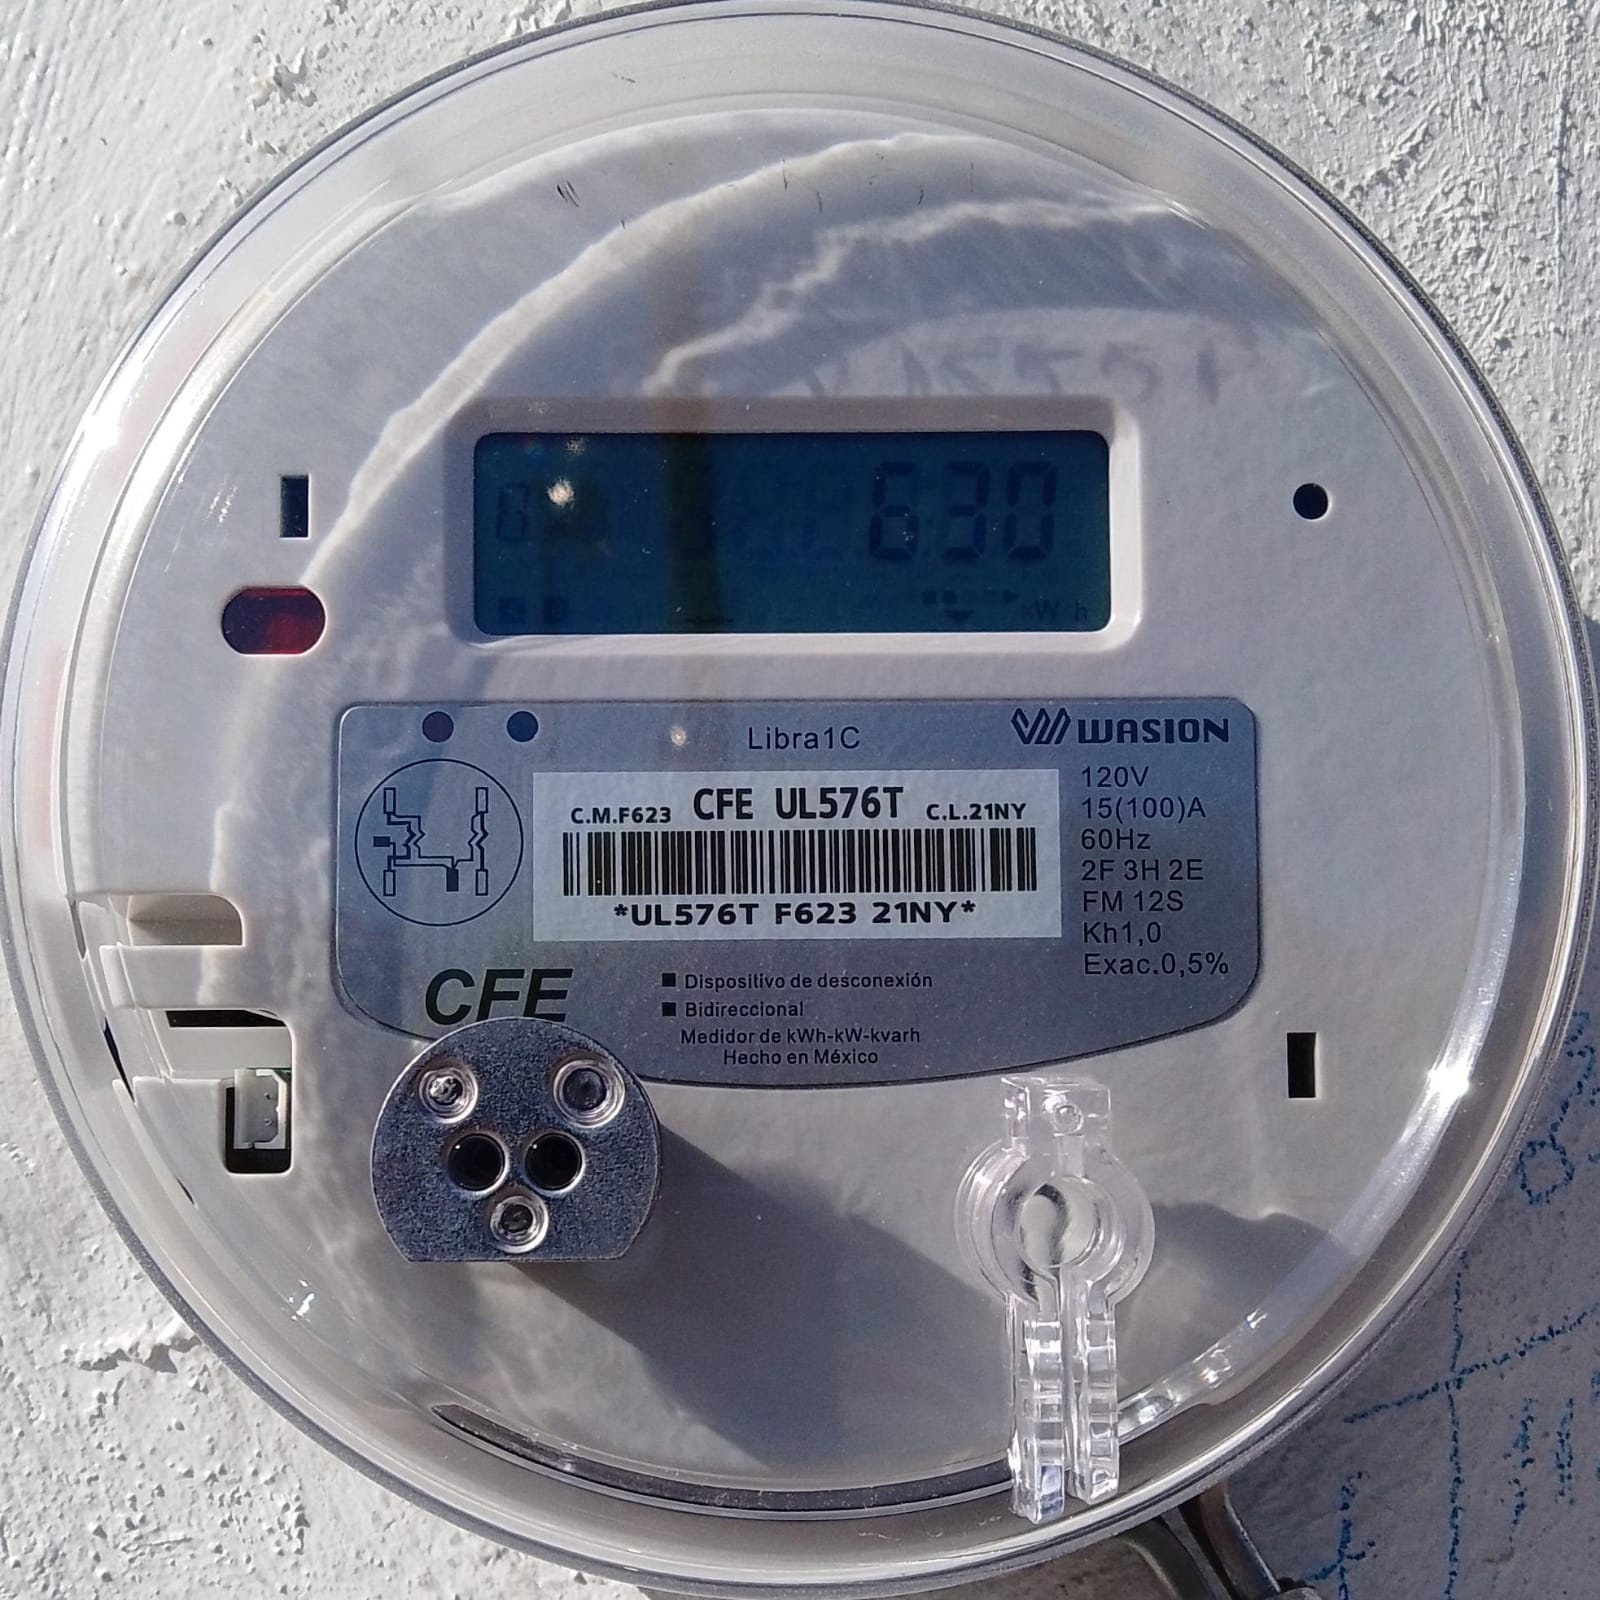 630
kW h
Libra1C
WASION
C.M.F623 CFE UL576T C.L.21NY
*UL576T F623 21NY*
120V
15(100)A
60Hz
2F 3H 2E
FM 12S
Kh1,0
Exac.0,5%
CFE
Dispositivo de desconexión
Bidireccional
Medidor de kWh-kW-kvarh
Hecho en México